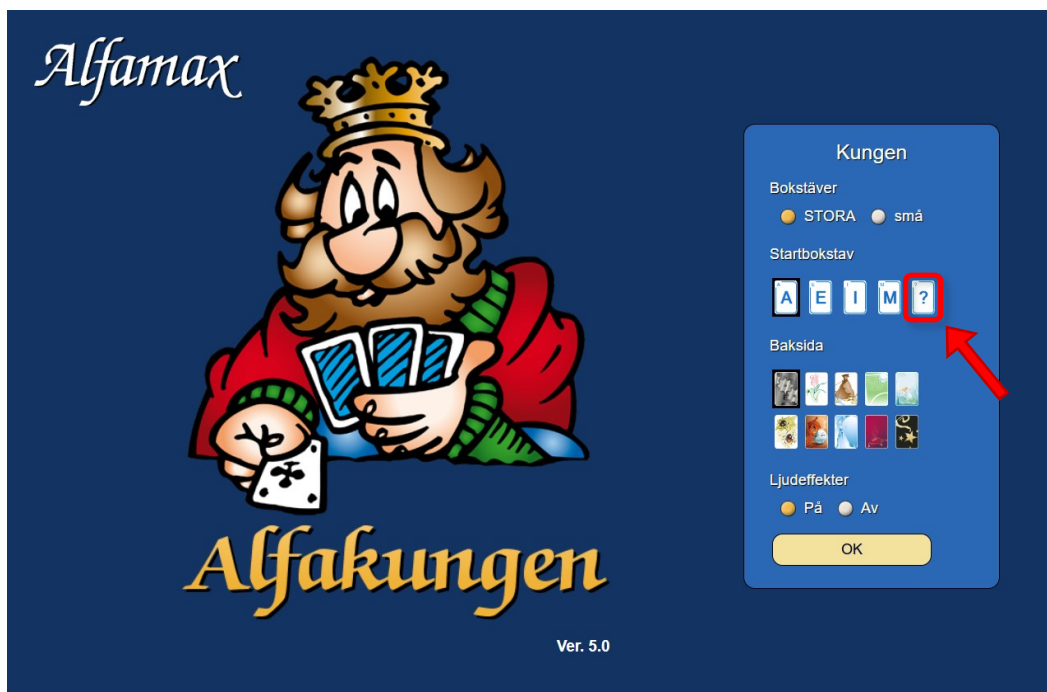 Alfamax
Kungen
Bokstäver
STORA små
Startbokstav
A E I M ?
Baksida
Ljudeffekter
På Av
OK
Alfakungen
Ver. 5.0